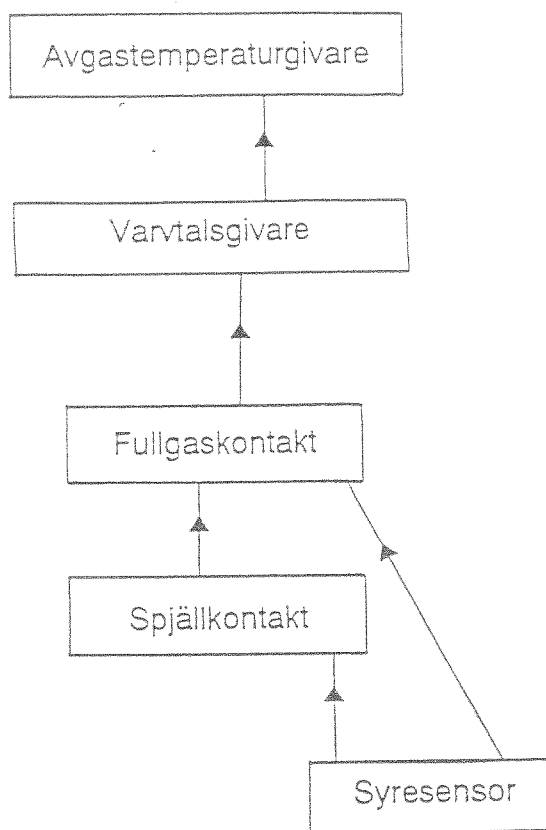 Avgastemperaturgivare
Varvtalsgivare
Fullgaskontakt
Spjällkontakt
Syresensor